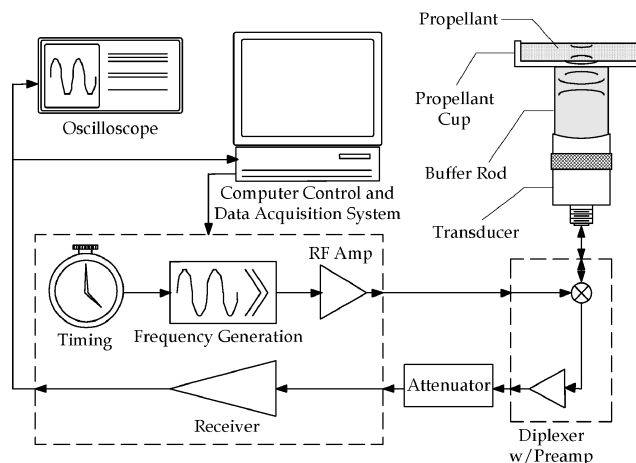 Propellant
Propellant
Cup
Buffer Rod
Transducer
Oscilloscope
Computer Control and
Data Acquisition System
RF Amp
Timing
Frequency Generation
Receiver
Attenuator
Diplexer
w/Preamp